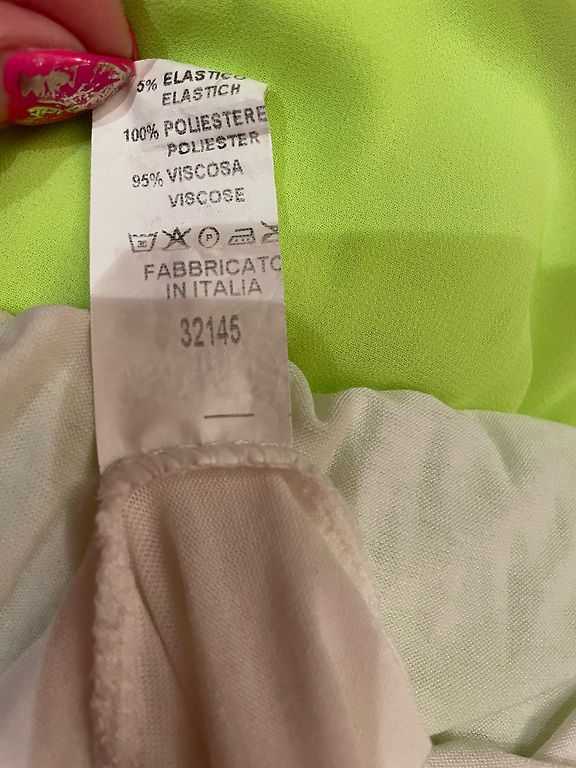 5% ELASTIC
ELASTICH
100% POLIESTERE
POLIESTER
95% VISCOSA
VISCOSE
P
FABBRICATO
IN ITALIA
32145